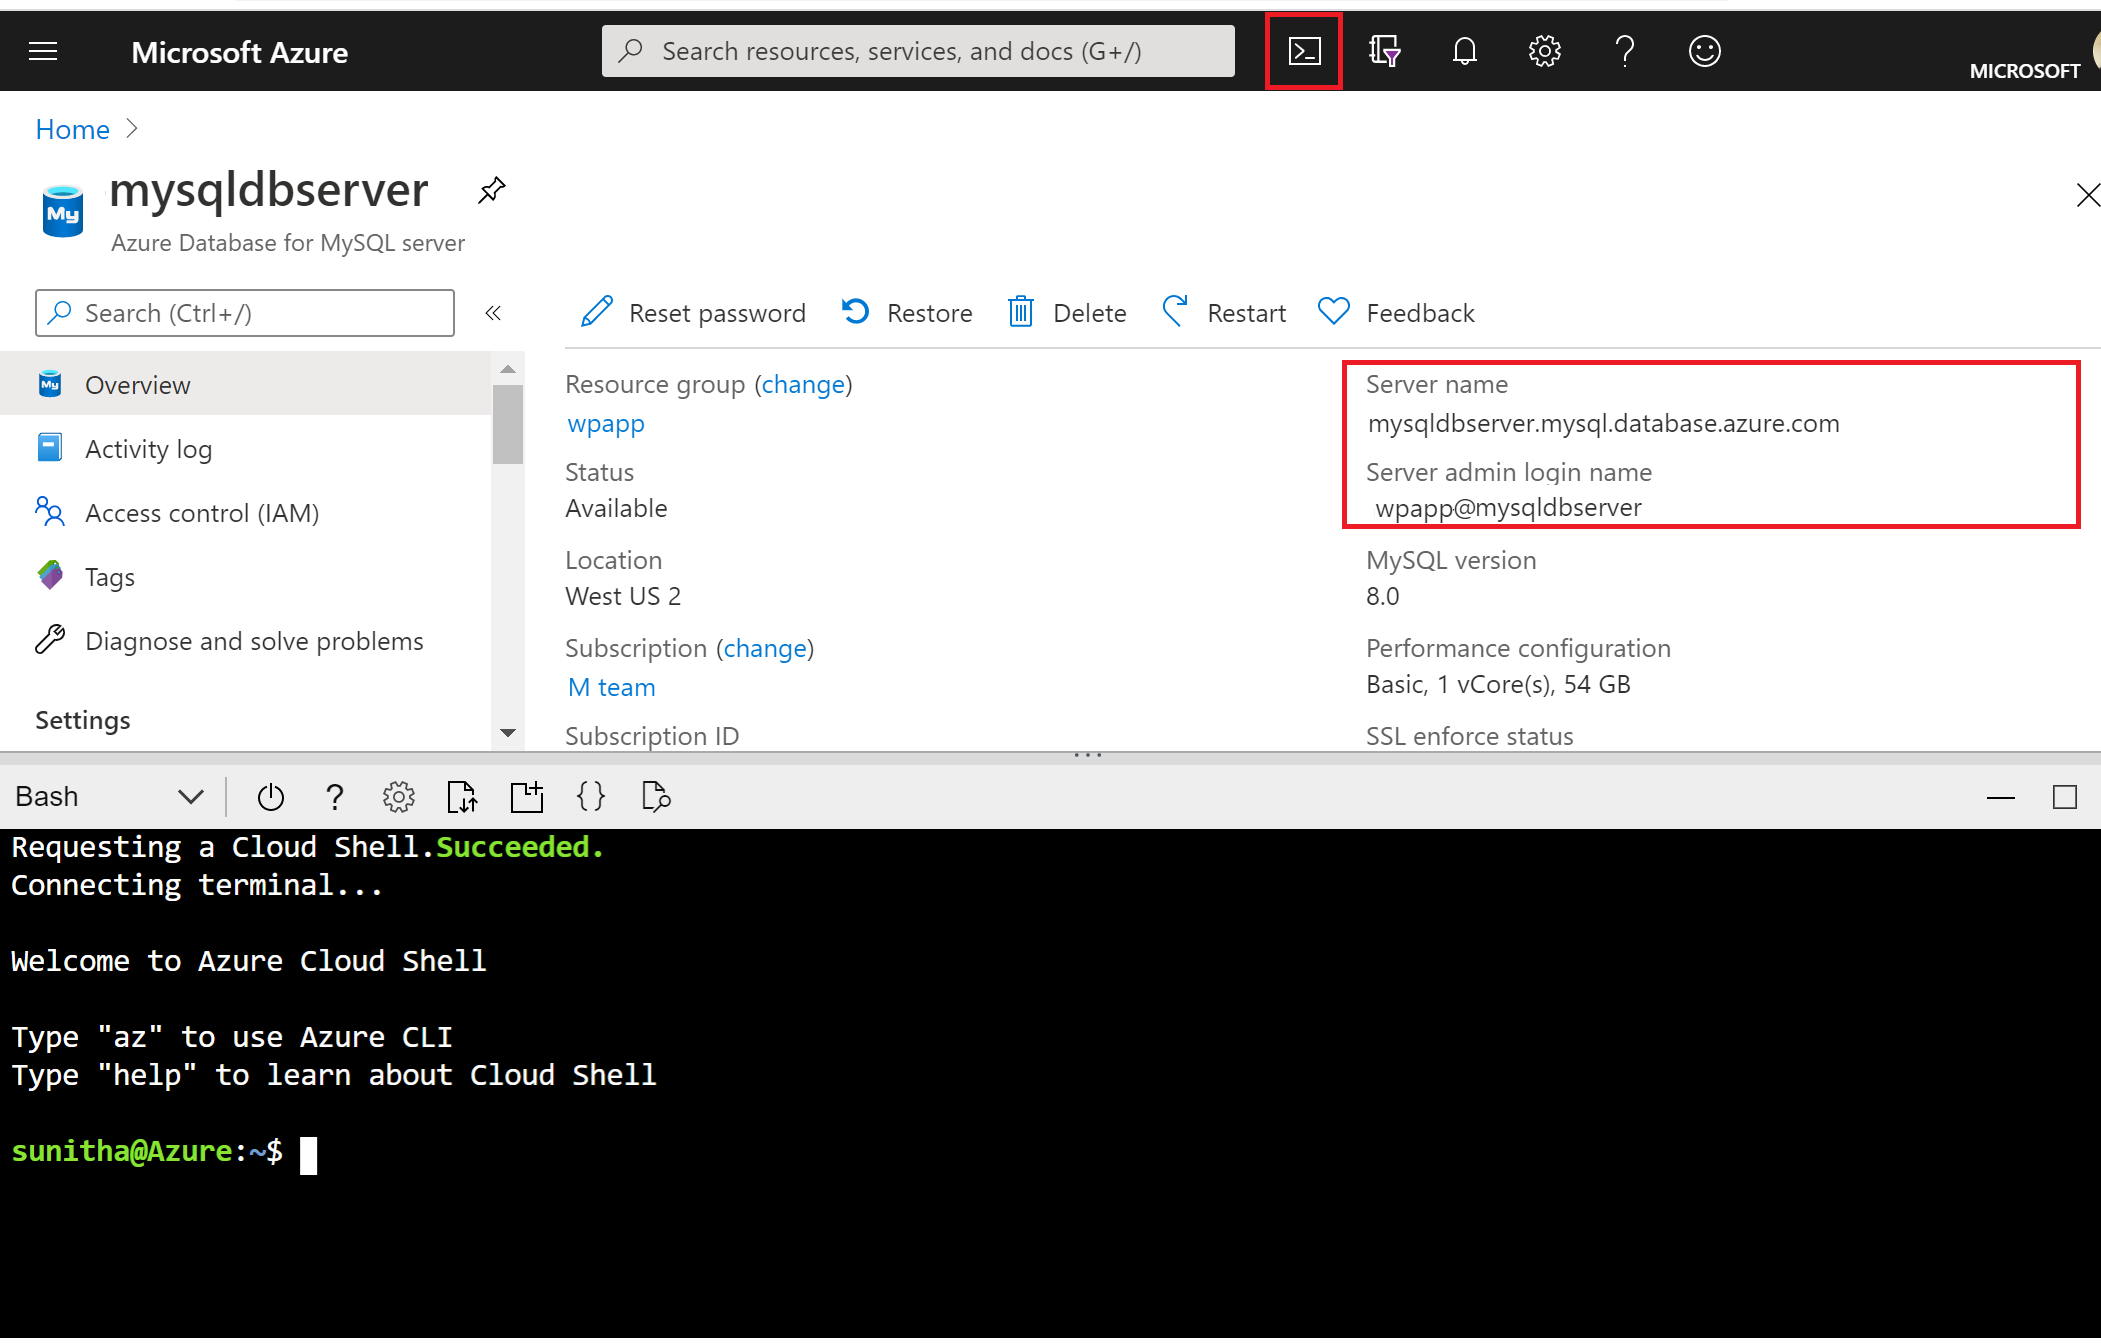 Microsoft Azure
Search resources, services, and docs (G+/)
MICROSOFT
Home
mysqldbserver
Azure Database for MySQL server
Search (Ctrl+/)
Overview
Activity log
Access control (IAM)
Tags
Diagnose and solve problems
Settings
Reset password
Restore
Delete
Restart
Feedback
Resource group (change)
wpapp
Status
Available
Location
West US 2
Subscription (change)
M team
Subscription ID
Server name
mysqldbserver.mysql.database.azure.com
Server admin login name
wpapp@mysqldbserver
MySQL version
8.0
Performance configuration
Basic, 1 vCore(s), 54 GB
SSL enforce status
Bash
Requesting a Cloud Shell.Succeeded.
Connecting terminal...
Welcome to Azure Cloud Shell
Type "az" to use Azure CLI
Type "help" to learn about Cloud Shell
sunitha@Azure:~$